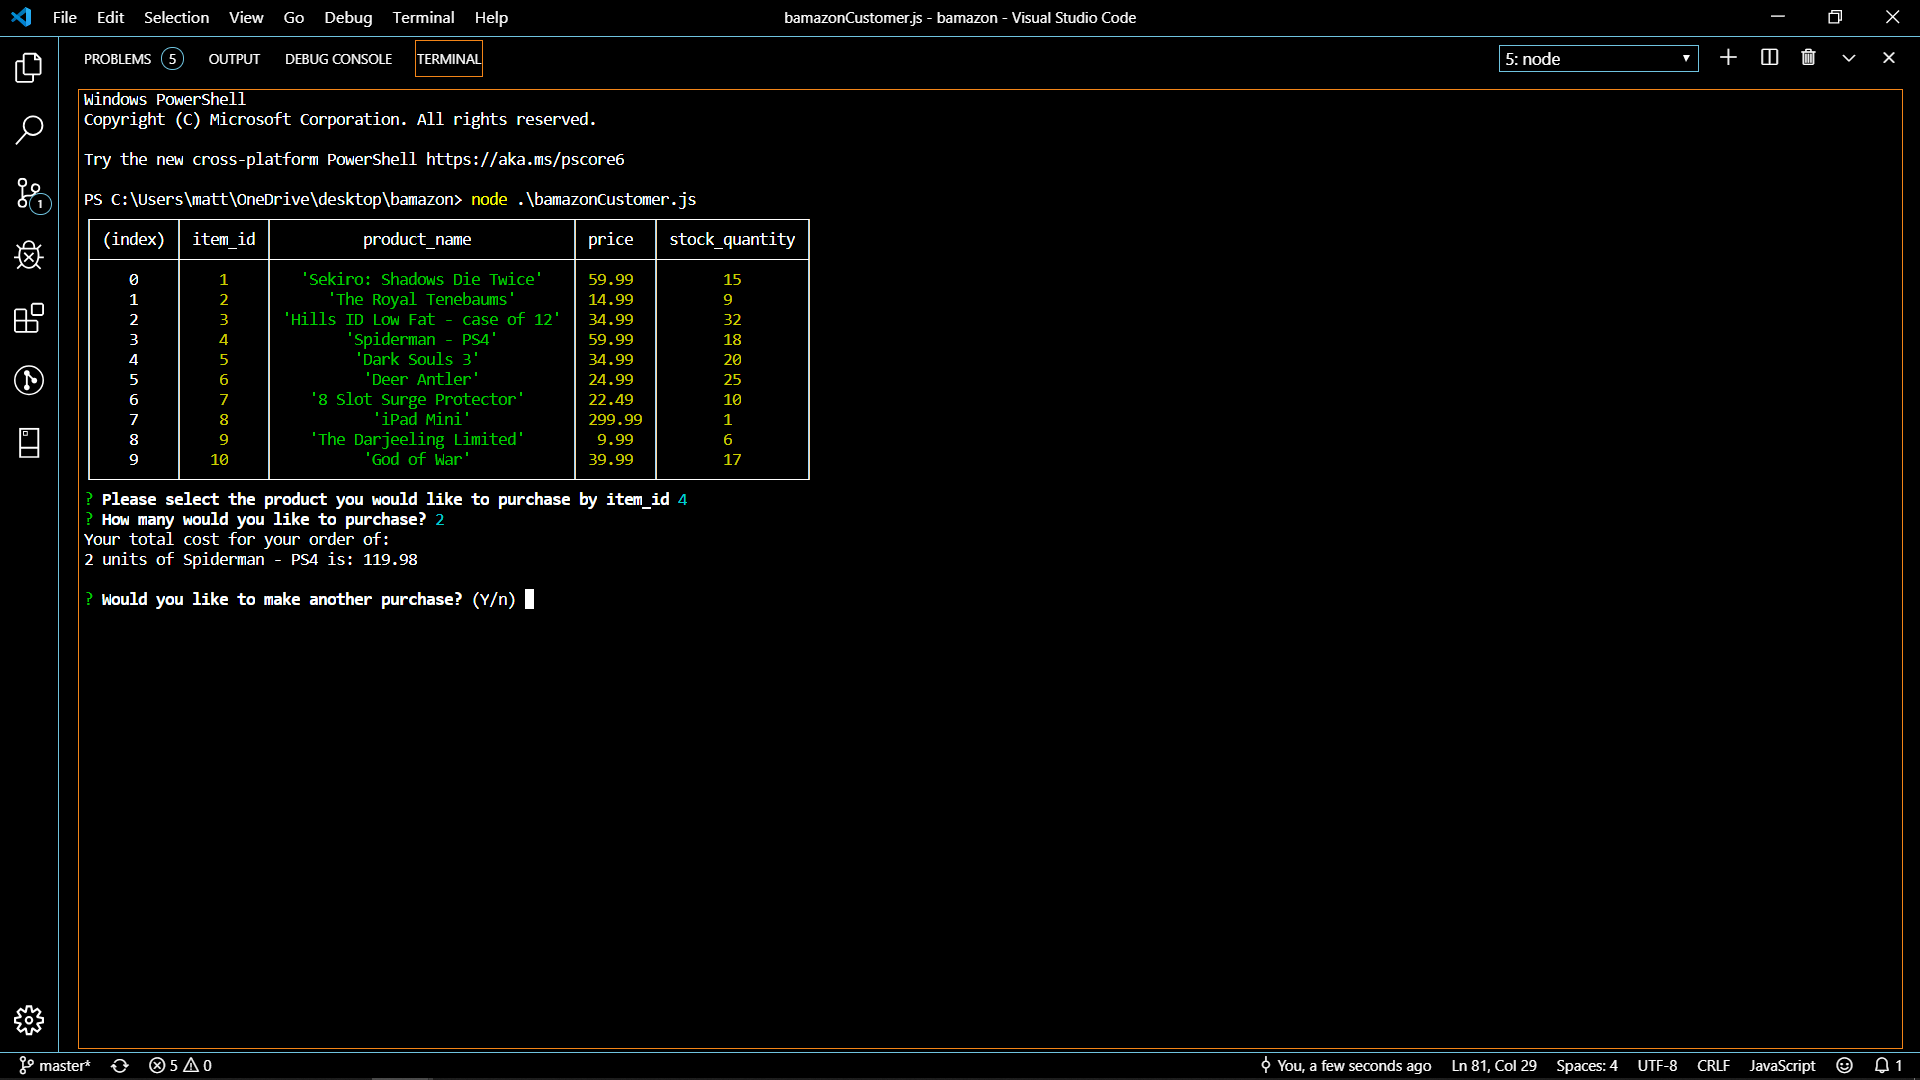 File Edit Selection View Go Debug Terminal Help
bamazonCustomer.js - bamazon - Visual Studio Code
PROBLEMS 5 OUTPUT DEBUG CONSOLE TERMINAL
5: node
Windows PowerShell
Copyright (C) Microsoft Corporation. All rights reserved.
Try the new cross-platform PowerShell https://aka.ms/pscore6
PS C:\Users\matt\OneDrive\desktop\bamazon> node .\bamazonCustomer.js
(index) item_id product_name price stock_quantity
0 1 'Sekiro: Shadows Die Twice' 59.99 15
1 2 'The Royal Tenebaums' 14.99 9
2 3 'Hills ID Low Fat - case of 12' 34.99 32
3 4 'Spiderman - PS4' 59.99 18
4 5 'Dark Souls 3' 34.99 20
5 6 'Deer Antler' 24.99 25
6 7 '8 Slot Surge Protector' 22.49 10
7 8 'iPad Mini' 299.99 1
8 9 'The Darjeeling Limited' 9.99 6
9 10 'God of War' 39.99 17
? Please select the product you would like to purchase by item_id 4
? How many would you like to purchase? 2
Your total cost for your order of:
2 units of Spiderman - PS4 is: 119.98
? Would you like to make another purchase? (Y/n)
1
master* 5 0
You, a few seconds ago Ln 81, Col 29 Spaces: 4 UTF-8 CRLF JavaScript 1